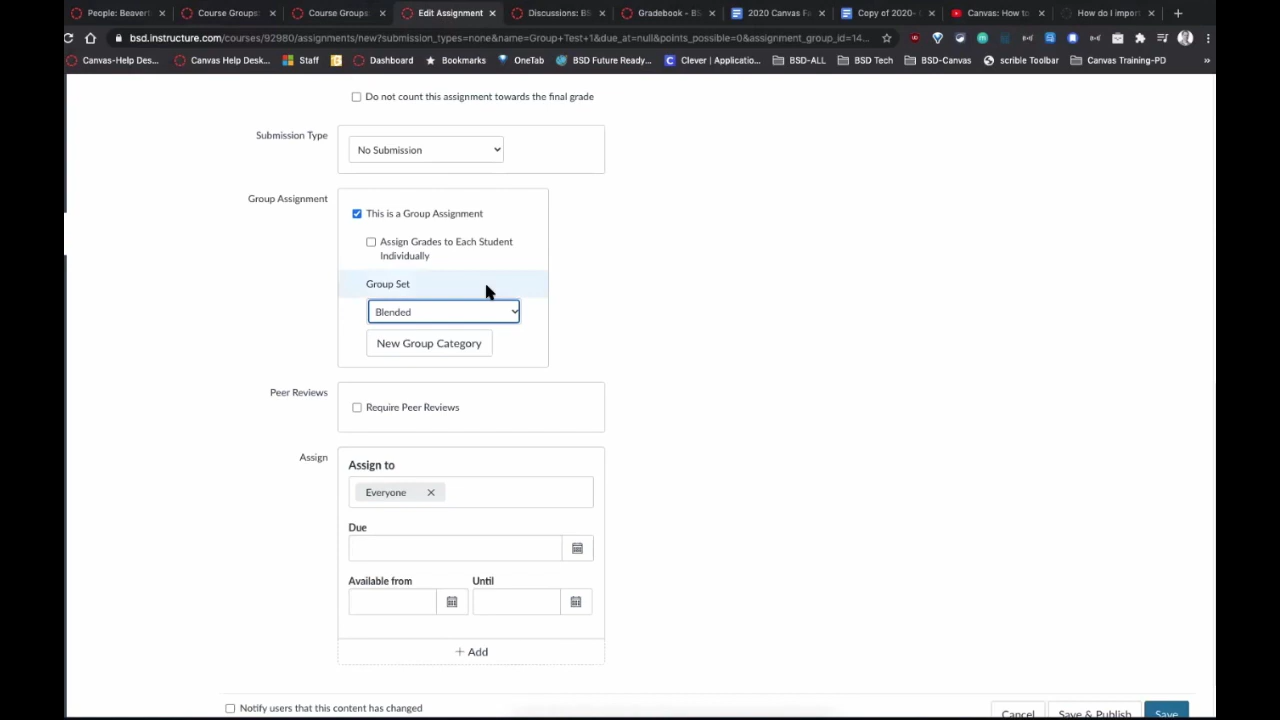 People: Beavert
Course Groups:
Course Groups:
Edit Assignment
Discussions: BS
Gradebook - BS
2020 Canvas Fa
Copy of 2020-
Canvas: How to
How do I impor
bsd.instructure.com/courses/92980/assignments/new?submission_types=none&name=Group+Test+1&due_at=null&points_possible=0&assignment_group_id=14...
Canvas-Help Des...
Canvas Help Desk...
Staff
Dashboard
Bookmarks
OneTab
BSD Future Ready...
Clever | Applicatio...
BSD-ALL
BSD Tech
BSD-Canvas
scrible Toolbar
Canvas Training-PD
»
Do not count this assignment towards the final grade
Submission Type
No Submission
Group Assignment
This is a Group Assignment
Assign Grades to Each Student
Individually
Group Set
Blended
New Group Category
Peer Reviews
Require Peer Reviews
Assign
Assign to
Everyone
Due
Available from
Until
+ Add
Notify users that this content has changed
Cancel
Save & Publish
Save